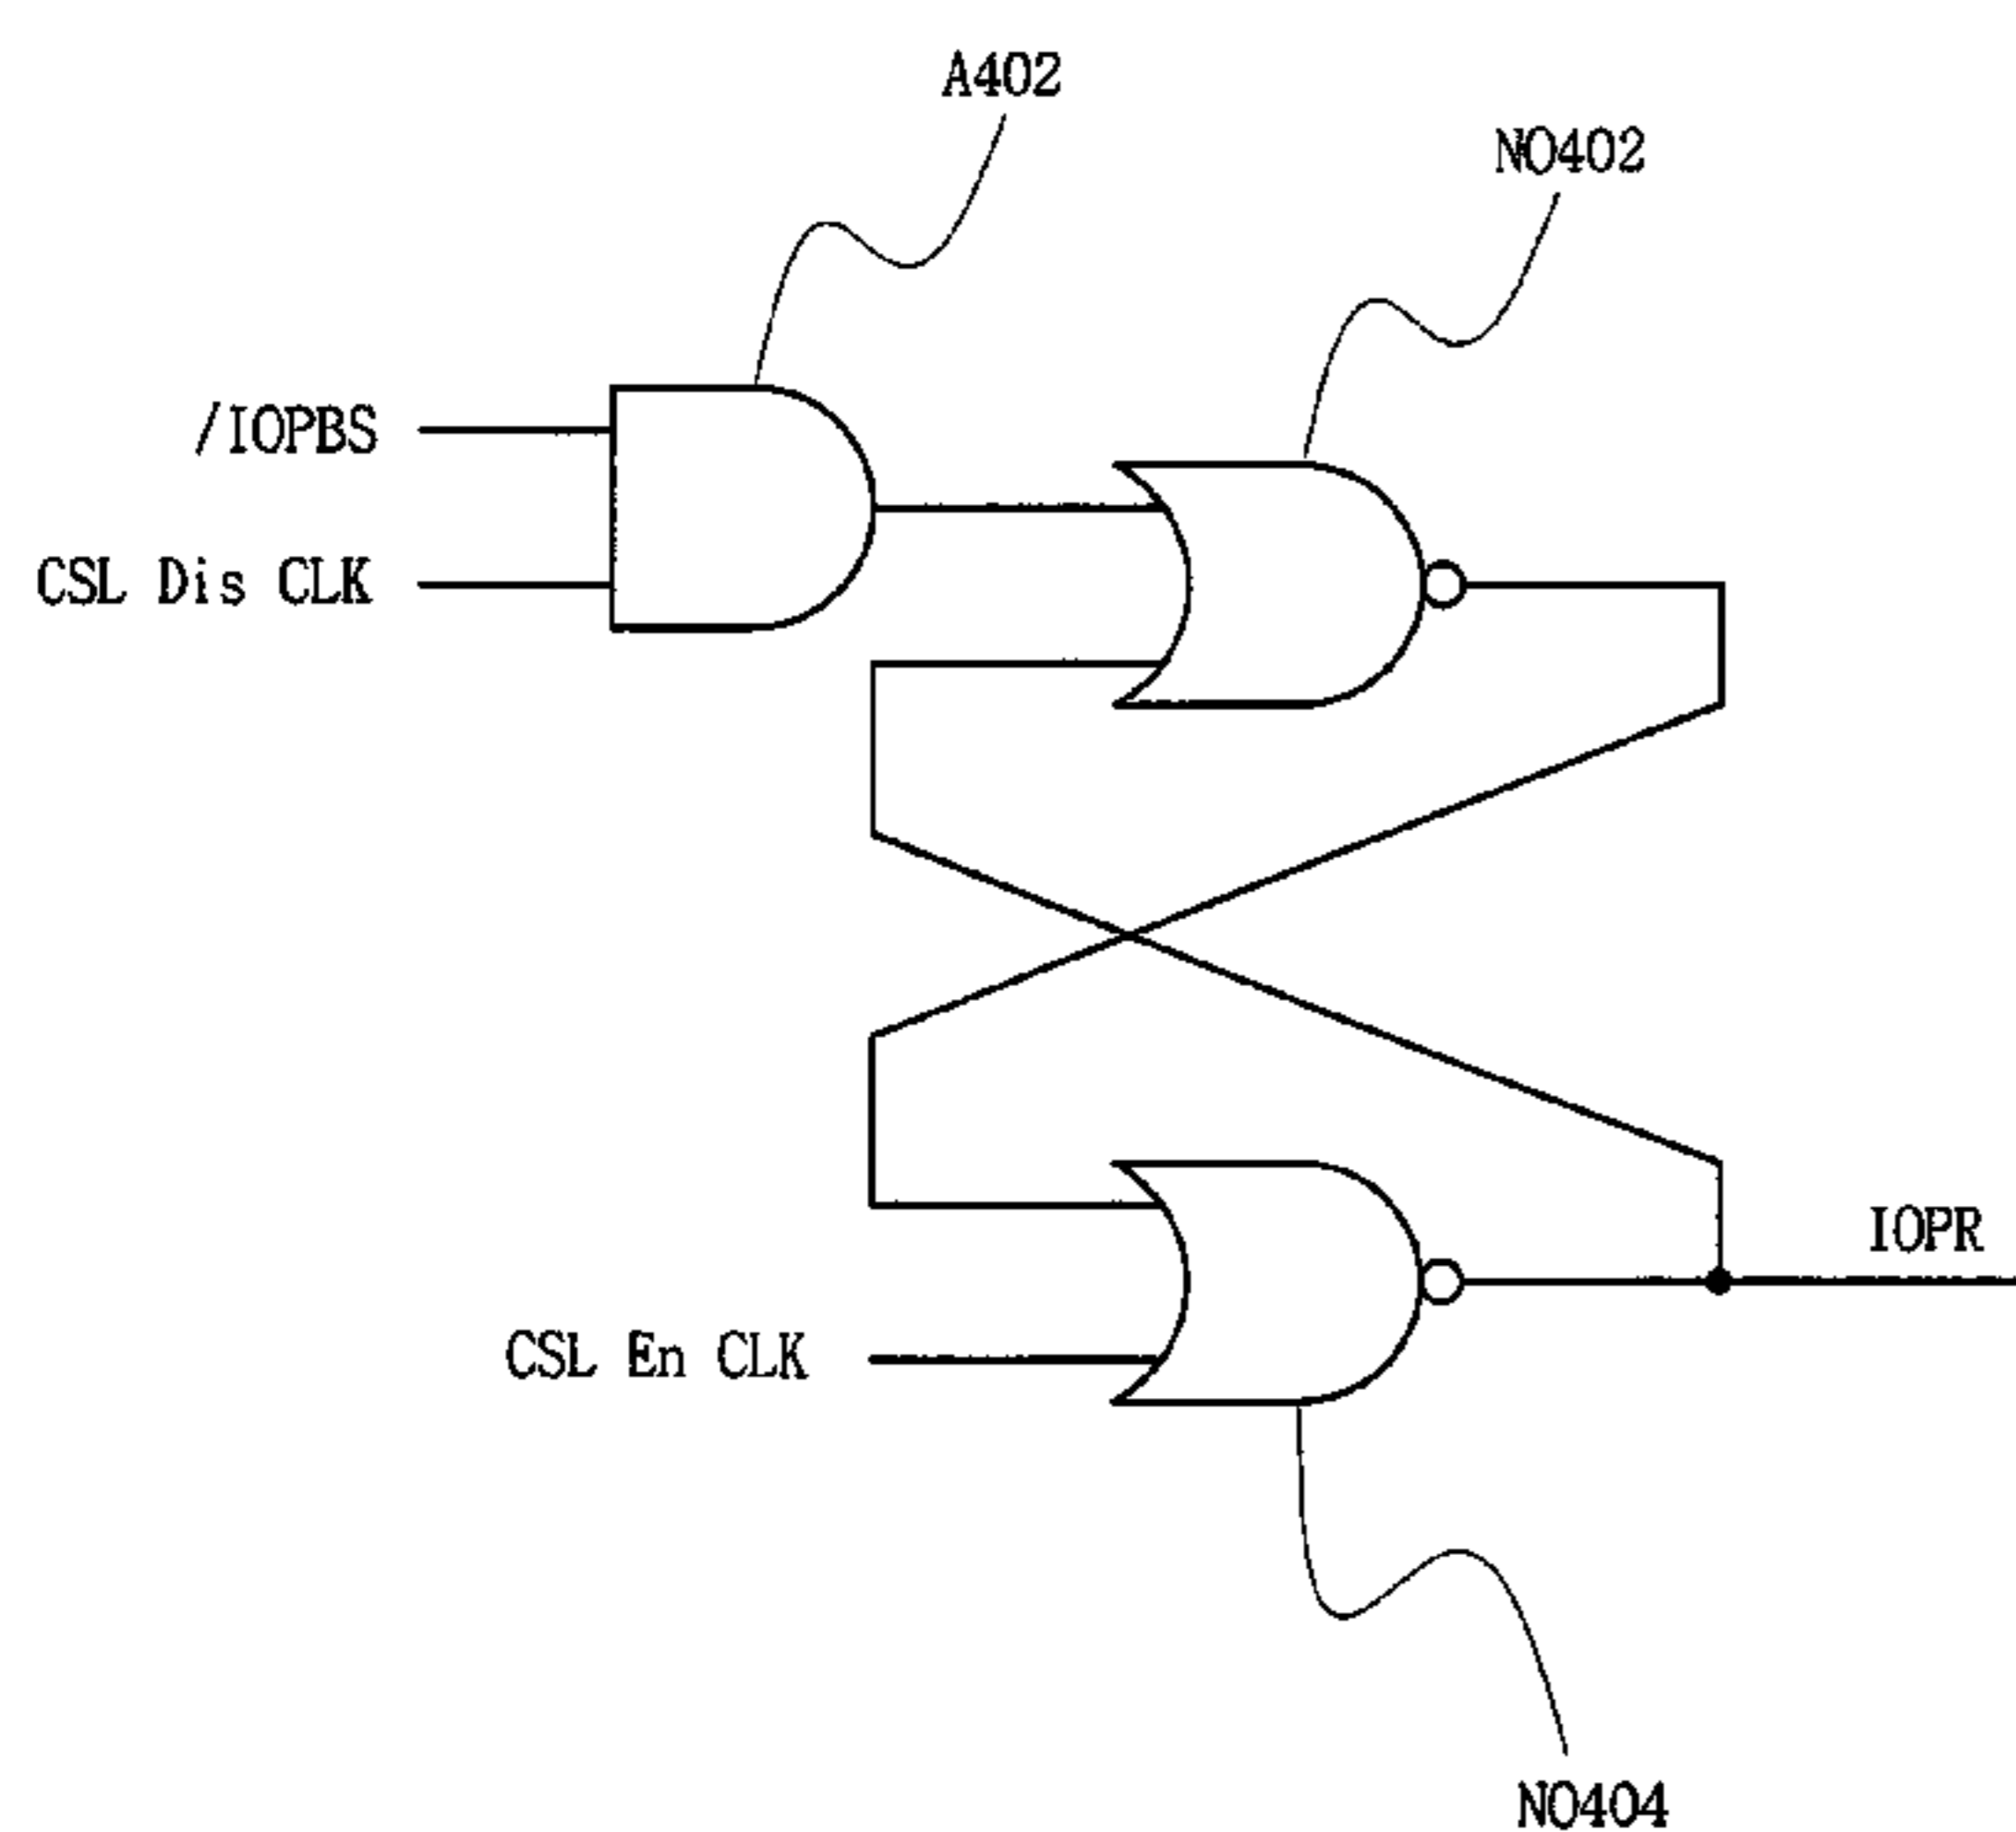 A402
NO402
/IOPBS
CSL Dis CLK
IOPR
CSL En CLK
NO404